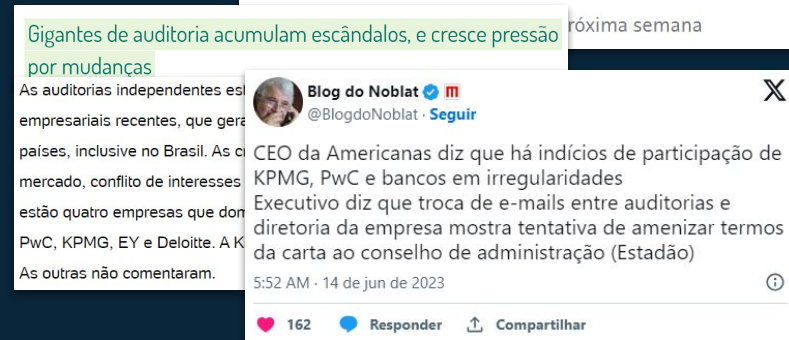 Gigantes de auditoria acumulam escândalos, e cresce pressão
por mudanças
róxima semana
As auditorias independentes
empresariais recentes, que
países, inclusive no Brasil. As
mercado, conflito de interesses
estão quatro empresas que
PwC, KPMG, EY e Deloitte. A K
As outras não comentaram.
Blog do Noblat m
@BlogdoNoblat · Seguir
X
CEO da Americanas diz que há indícios de participação de
KPMG, PwC e bancos em irregularidades
Executivo diz que troca de e-mails entre auditorias e
diretoria da empresa mostra tentativa de amenizar termos
da carta ao conselho de administração (Estadão)
5:52 AM · 14 de jun de 2023
162 Responder Compartilhar